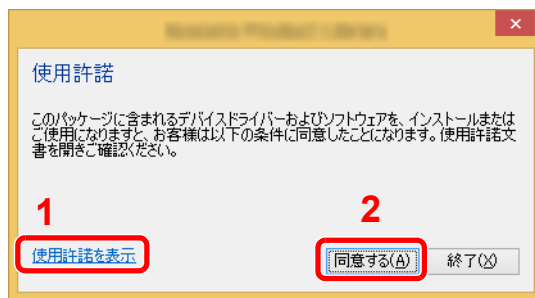 使用許諾
このパッケージに含まれるデバイスドライバーおよびソフトウェアを、インストールまたは
ご使用になりますと、お客様は以下の条件に同意したことになります。使用許諾文
書を開きご確認ください。
1
2
使用許諾を表示
同意する(A)
終了(X)